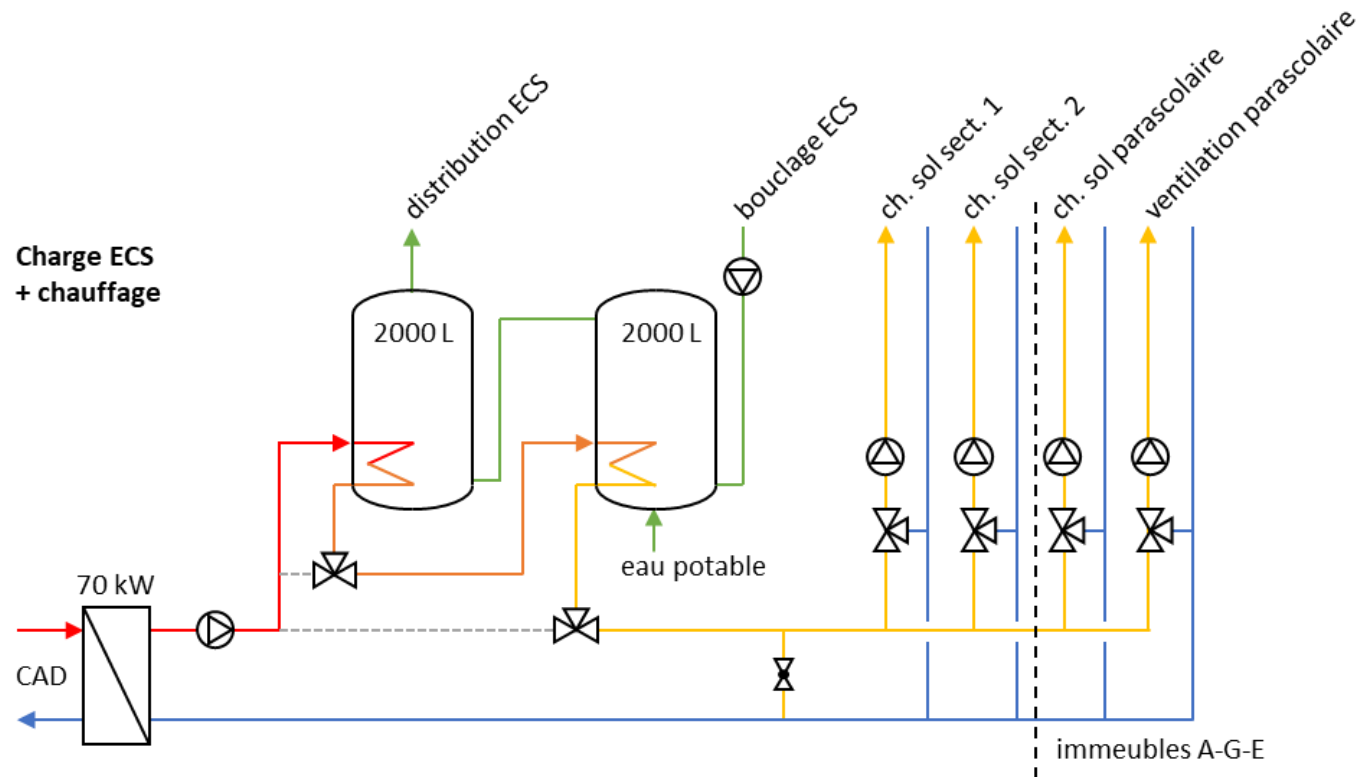 distribution ECS
bouclage ECS
ch. sol sect. 1
ch. sol sect. 2
ch. sol parascolaire
ventilation parascolaire
Charge ECS
+ chauffage
2000 L
2000 L
eau potable
70 kW
CAD
immeubles A-G-E